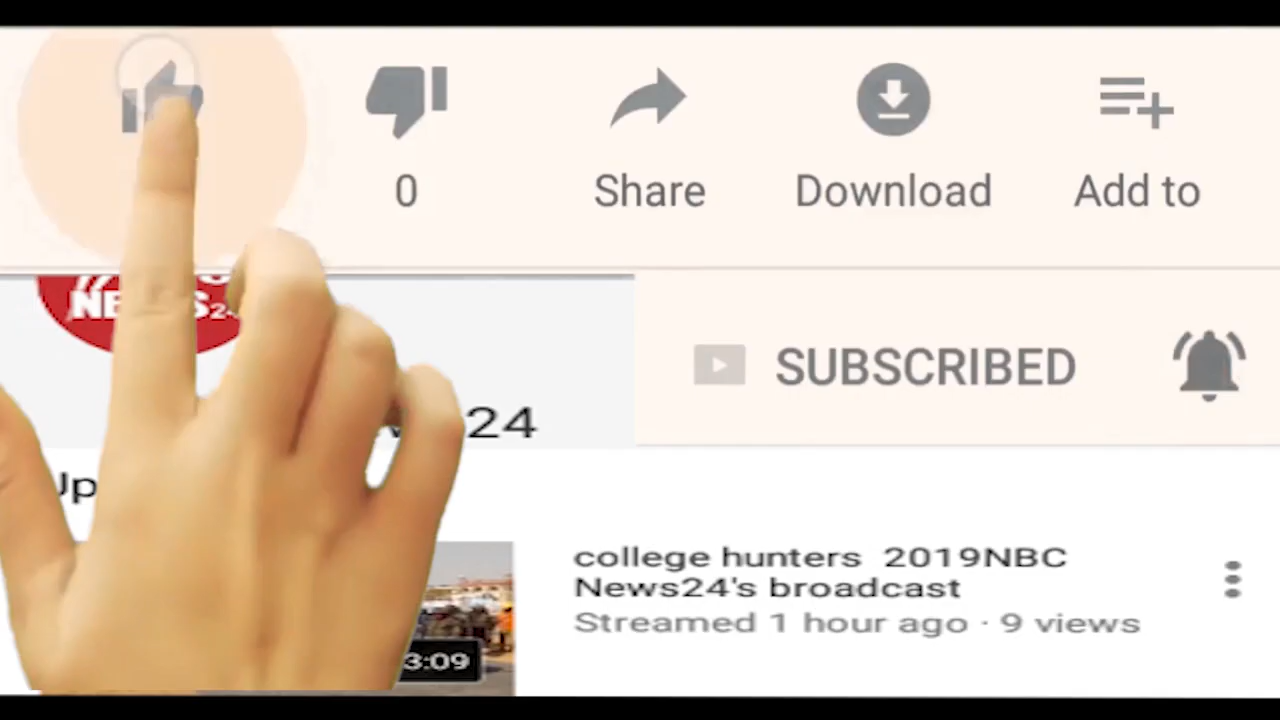 0
Share
Download
Add to
24
SUBSCRIBED
college hunters 2019NBC
News24's broadcast
Streamed 1 hour ago · 9 views
3:09